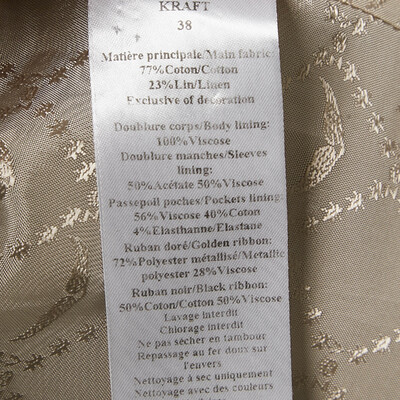 KRAFT
38
Matière principale/Main fabric:
77%Coton/Cotton
23%Lin/Linen
Exclusive of decoration
Doublure corps/Body lining:
100%Viscose
Doublure manches/Sleeves
lining:
50%Acétate 50%Viscose
Passepoil poches/Pockets lining:
56%Viscose 40%Coton
4%Elasthanne/Elastane
Ruban doré/Golden ribbon:
72%Polyester métallisé/Metallic
polyester 28%Viscose
Ruban noir/Black ribbon:
50%Coton/Cotton 50%Viscose
Lavage interdit
Chlorage interdit
Ne pas sécher en tambour
Repassage au fer doux sur
l'euvers
Nettoyage à sec uniquement
Nettoyage avec des couleurs